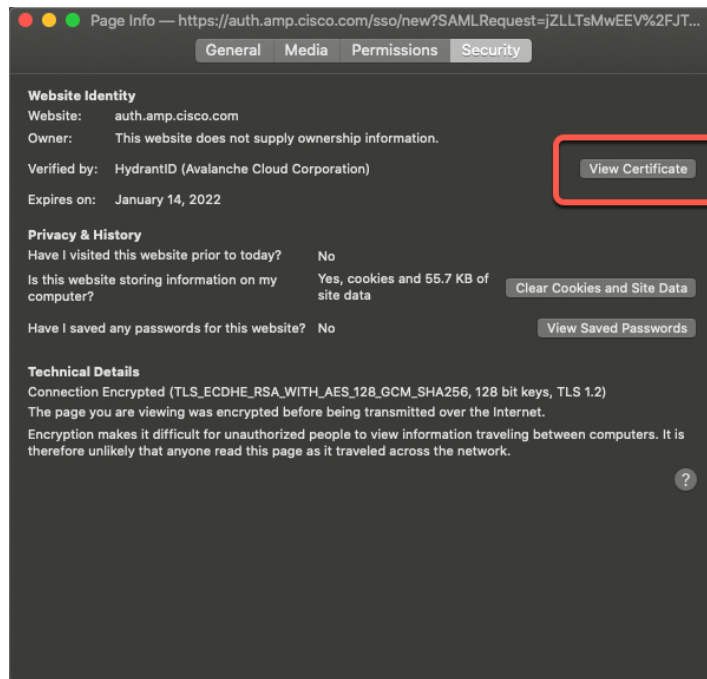 Page Info — https://auth.amp.cisco.com/sso/new?SAMLRequest=jZLLTsMwEEV%2FJT...
General Media Permissions Security
Website Identity
Website: auth.amp.cisco.com
Owner: This website does not supply ownership information.
Verified by: HydrantID (Avalanche Cloud Corporation) View Certificate
Expires on: January 14, 2022
Privacy & History
Have I visited this website prior to today? No
Is this website storing information on my computer? Yes, cookies and 55.7 KB of site data Clear Cookies and Site Data
Have I saved any passwords for this website? No View Saved Passwords
Technical Details
Connection Encrypted (TLS_ECDHE_RSA_WITH_AES_128_GCM_SHA256, 128 bit keys, TLS 1.2)
The page you are viewing was encrypted before being transmitted over the Internet.
Encryption makes it difficult for unauthorized people to view information traveling between computers. It is
therefore unlikely that anyone read this page as it traveled across the network.
?